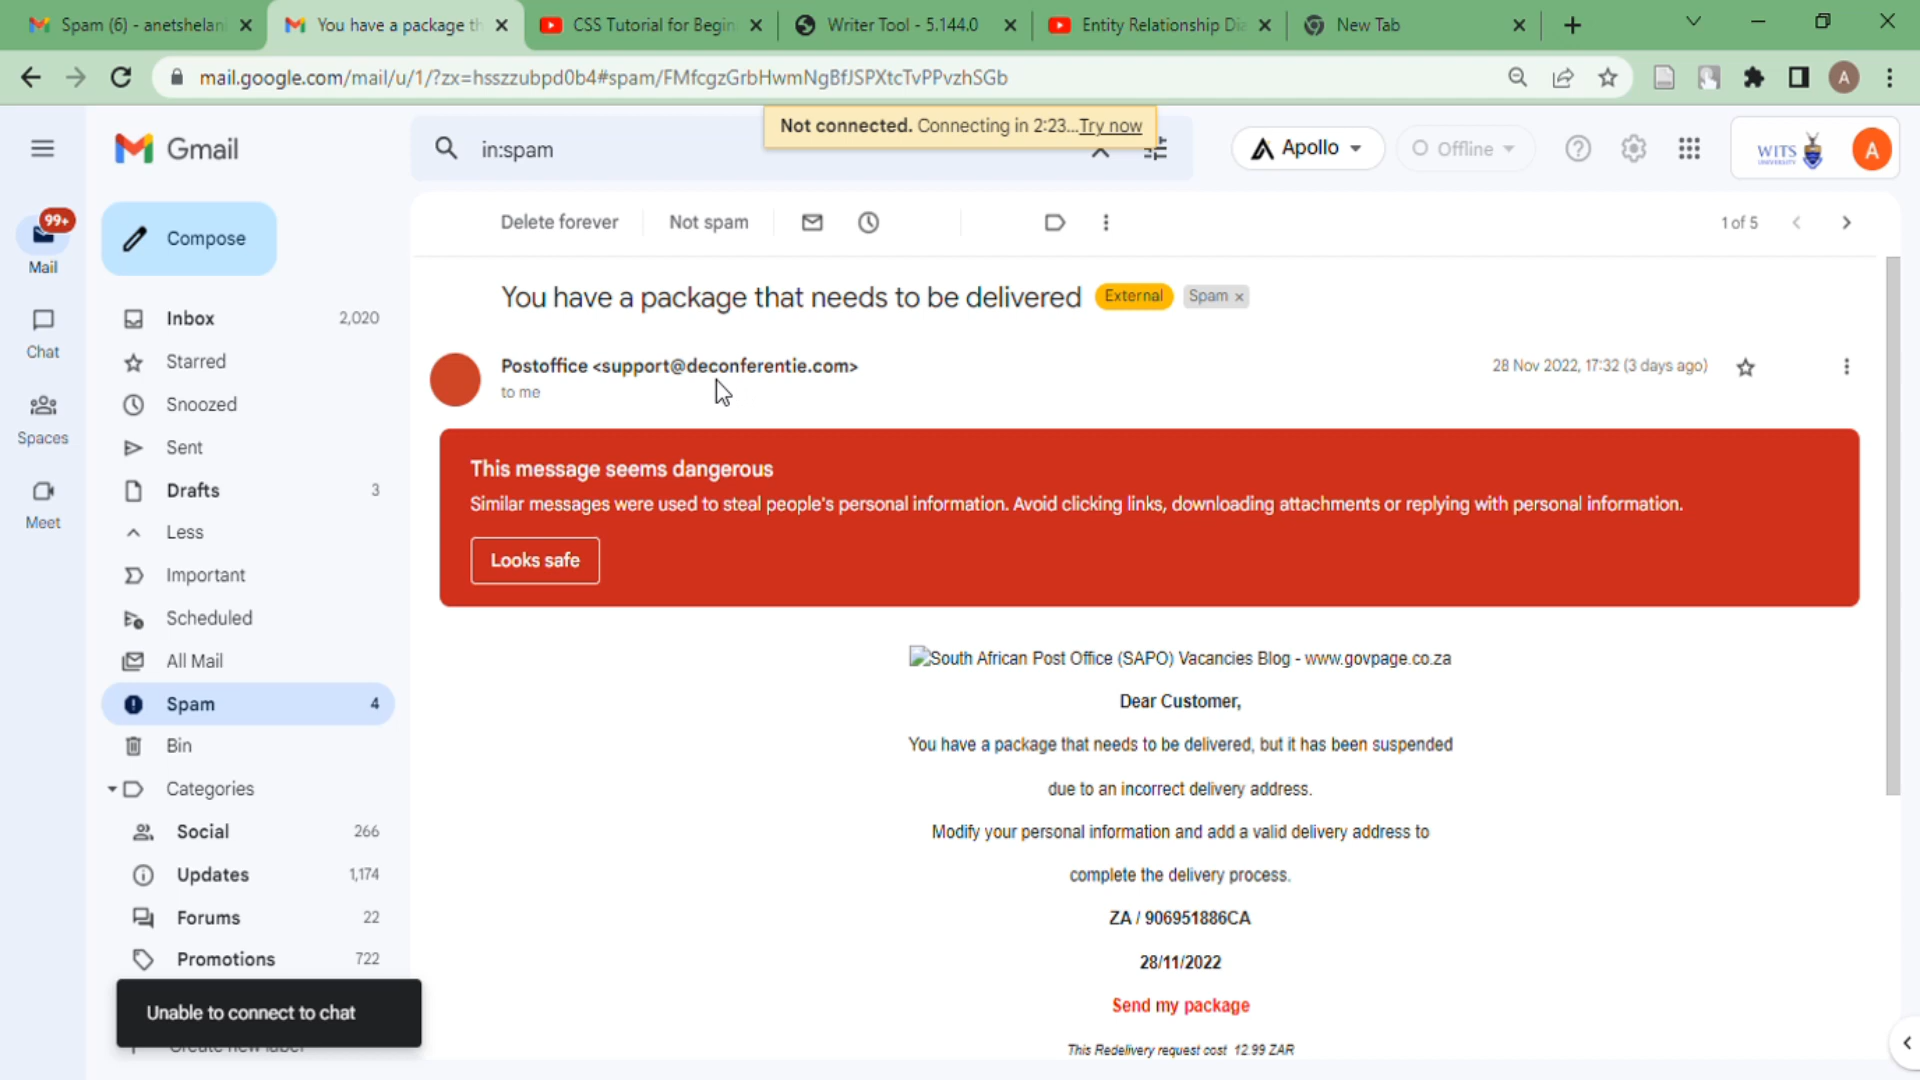 Spam (6) - anetshelan
You have a package th
CSS Tutorial for Begin
Writer Tool - 5.144.0
Entity Relationship Dia
New Tab
mail.google.com/mail/u/1/?zx=hsszzubpd0b4#spam/FMfcgzGrbHwmNgBfJSPXtcTvPPvzhSGb
A
Not connected. Connecting in 2:23...Try now
Gmail
in:spam
Apollo
Offline
WITS
UNIVERSITY
A
99+
Mail
Chat
Spaces
Meet
Compose
Inbox 2,020
Starred
Snoozed
Sent
Drafts 3
Less
Important
Scheduled
All Mail
Spam 4
Bin
Categories
Social 266
Updates 1,174
Forums 22
Promotions 722
Unable to connect to chat
Create new label
Delete forever
Not spam
1 of 5
You have a package that needs to be delivered
External
Spam x
Postoffice <support@deconferentie.com>
to me
28 Nov 2022, 17:32 (3 days ago)
This message seems dangerous
Similar messages were used to steal people's personal information. Avoid clicking links, downloading attachments or replying with personal information.
Looks safe
South African Post Office (SAPO) Vacancies Blog - www.govpage.co.za
Dear Customer,
You have a package that needs to be delivered, but it has been suspended
due to an incorrect delivery address.
Modify your personal information and add a valid delivery address to
complete the delivery process.
ZA / 906951886CA
28/11/2022
Send my package
This Redelivery request cost 12.99 ZAR